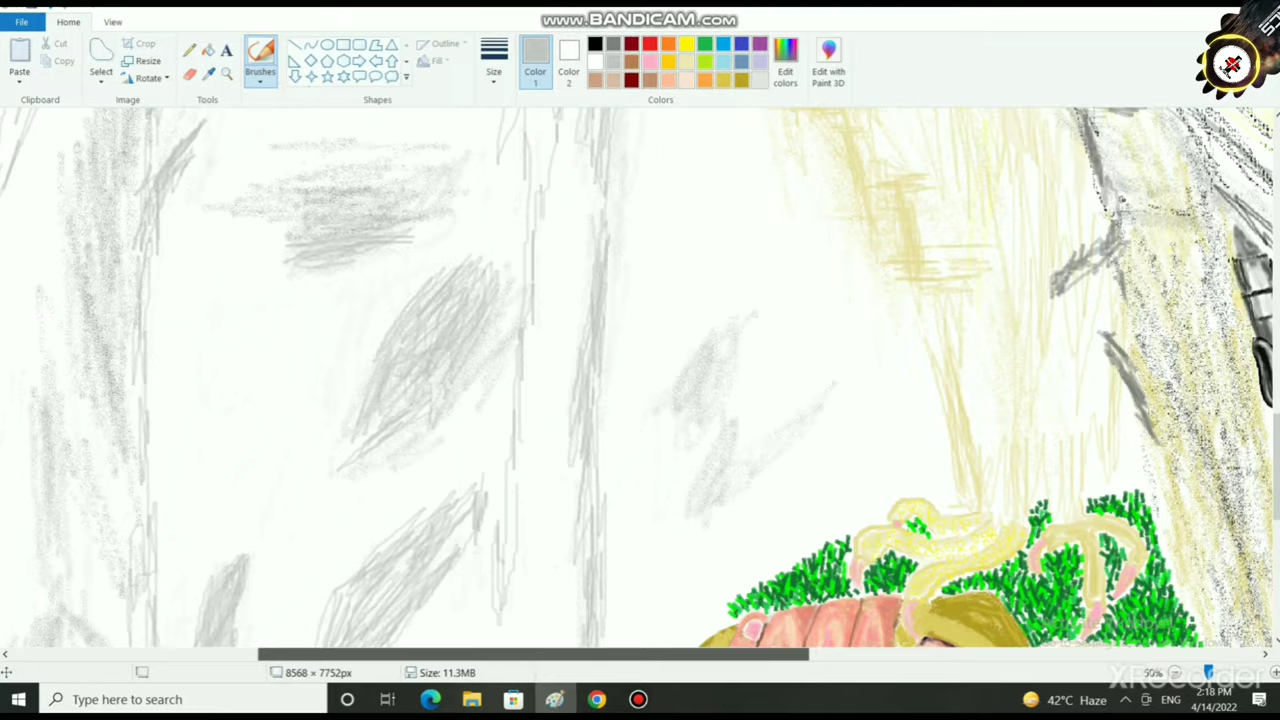 www.BANDICAM.com
File Home View
Paste
Cut
Copy
Clipboard
Select
Crop
Resize
Rotate
Image
A
Tools
Brushes
Shapes
Outline
Fill
Size
Color
1
Color
2
Colors
Edit
colors
Edit with
Paint 3D
8568 × 7752px
Size: 11.3MB
XRecorder
Type here to search
42°C Haze
ENG
2:18 PM
4/14/2022